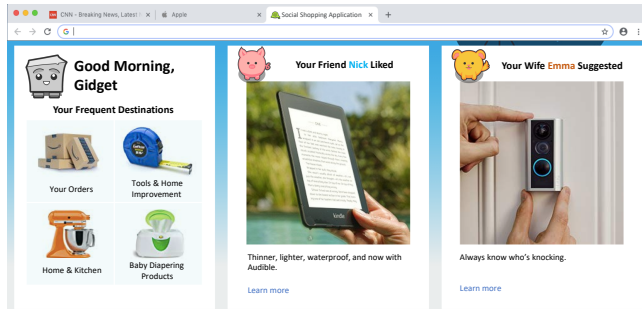 CNN - Breaking News, Latest
Apple
Social Shopping Application
Good Morning,
Gidget
Your Frequent Destinations
Your Orders
Tools & Home
Improvement
Home & Kitchen
Baby Diapering
Products
Your Friend Nick Liked
kindle
Thinner, lighter, waterproof, and now with
Audible.
Learn more
Your Wife Emma Suggested
Always know who's knocking.
Learn more